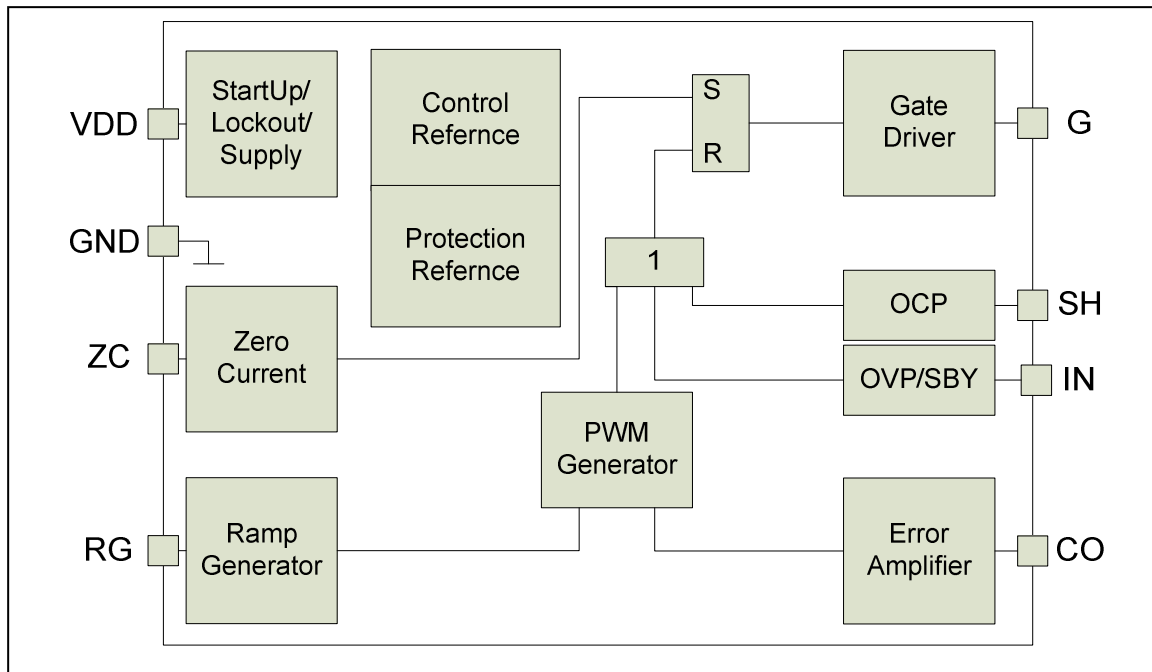 VDD
StartUp/
Lockout/
Supply
Control
Refernce
S
R
Gate
Driver
G
GND
Protection
Refernce
1
ZC
Zero
Current
OCP
SH
OVP/SBY
IN
PWM
Generator
RG
Ramp
Generator
Error
Amplifier
CO